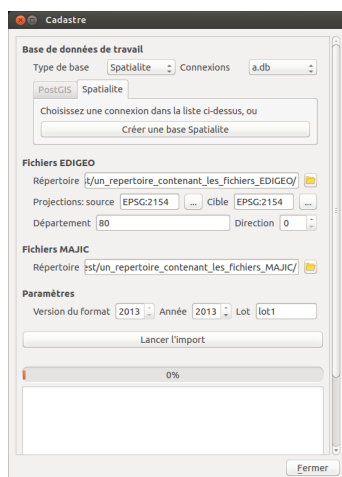 Cadastre
Base de données de travail
Type de base Spatialite Connexions a.db
PostGIS Spatialite
Choisissez une connexion dans la liste ci-dessus, ou
Créer une base Spatialite
Fichiers EDIGEO
Répertoire st/un_repertoire_contenant_les_fichiers_EDIGEO/
Projections: source EPSG:2154 ... Cible EPSG:2154 ...
Département 80 Direction 0
Fichiers MAJIC
Répertoire est/un_repertoire_contenant_les_fichiers_MAJIC/
Paramètres
Version du format 2013 Année 2013 Lot lot1
Lancer l'import
0%
Fermer